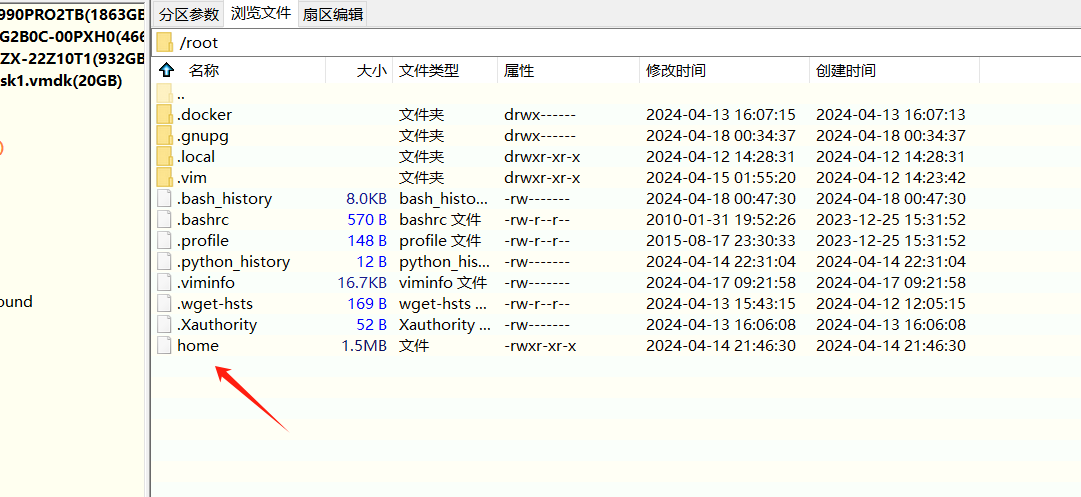 990PRO2TB(1863GB
G2B0C-00PXH0(466
ZX-22Z10T1(932GB
sk1.vmdk(20GB)
)
ound
分区参数 浏览文件 扇区编辑
/root
名称 大小 文件类型 属性 修改时间 创建时间
..
.docker 文件夹 drwx------ 2024-04-13 16:07:15 2024-04-13 16:07:13
.gnupg 文件夹 drwx------ 2024-04-18 00:34:37 2024-04-18 00:34:37
.local 文件夹 drwxr-xr-x 2024-04-12 14:28:31 2024-04-12 14:28:31
.vim 文件夹 drwxr-xr-x 2024-04-15 01:55:20 2024-04-12 14:23:42
.bash_history 8.0KB bash_histo... -rw------- 2024-04-18 00:47:30 2024-04-18 00:47:30
.bashrc 570 B bashrc 文件 -rw-r--r-- 2010-01-31 19:52:26 2023-12-25 15:31:52
.profile 148 B profile 文件 -rw-r--r-- 2015-08-17 23:30:33 2023-12-25 15:31:52
.python_history 12 B python_his... -rw------- 2024-04-14 22:31:04 2024-04-14 22:31:04
.viminfo 16.7KB viminfo 文件 -rw------- 2024-04-17 09:21:58 2024-04-17 09:21:58
.wget-hsts 169 B wget-hsts ... -rw-r--r-- 2024-04-13 15:43:15 2024-04-12 12:05:15
.Xauthority 52 B Xauthority ... -rw------- 2024-04-13 16:06:08 2024-04-13 16:06:08
home 1.5MB 文件 -rwxr-xr-x 2024-04-14 21:46:30 2024-04-14 21:46:30